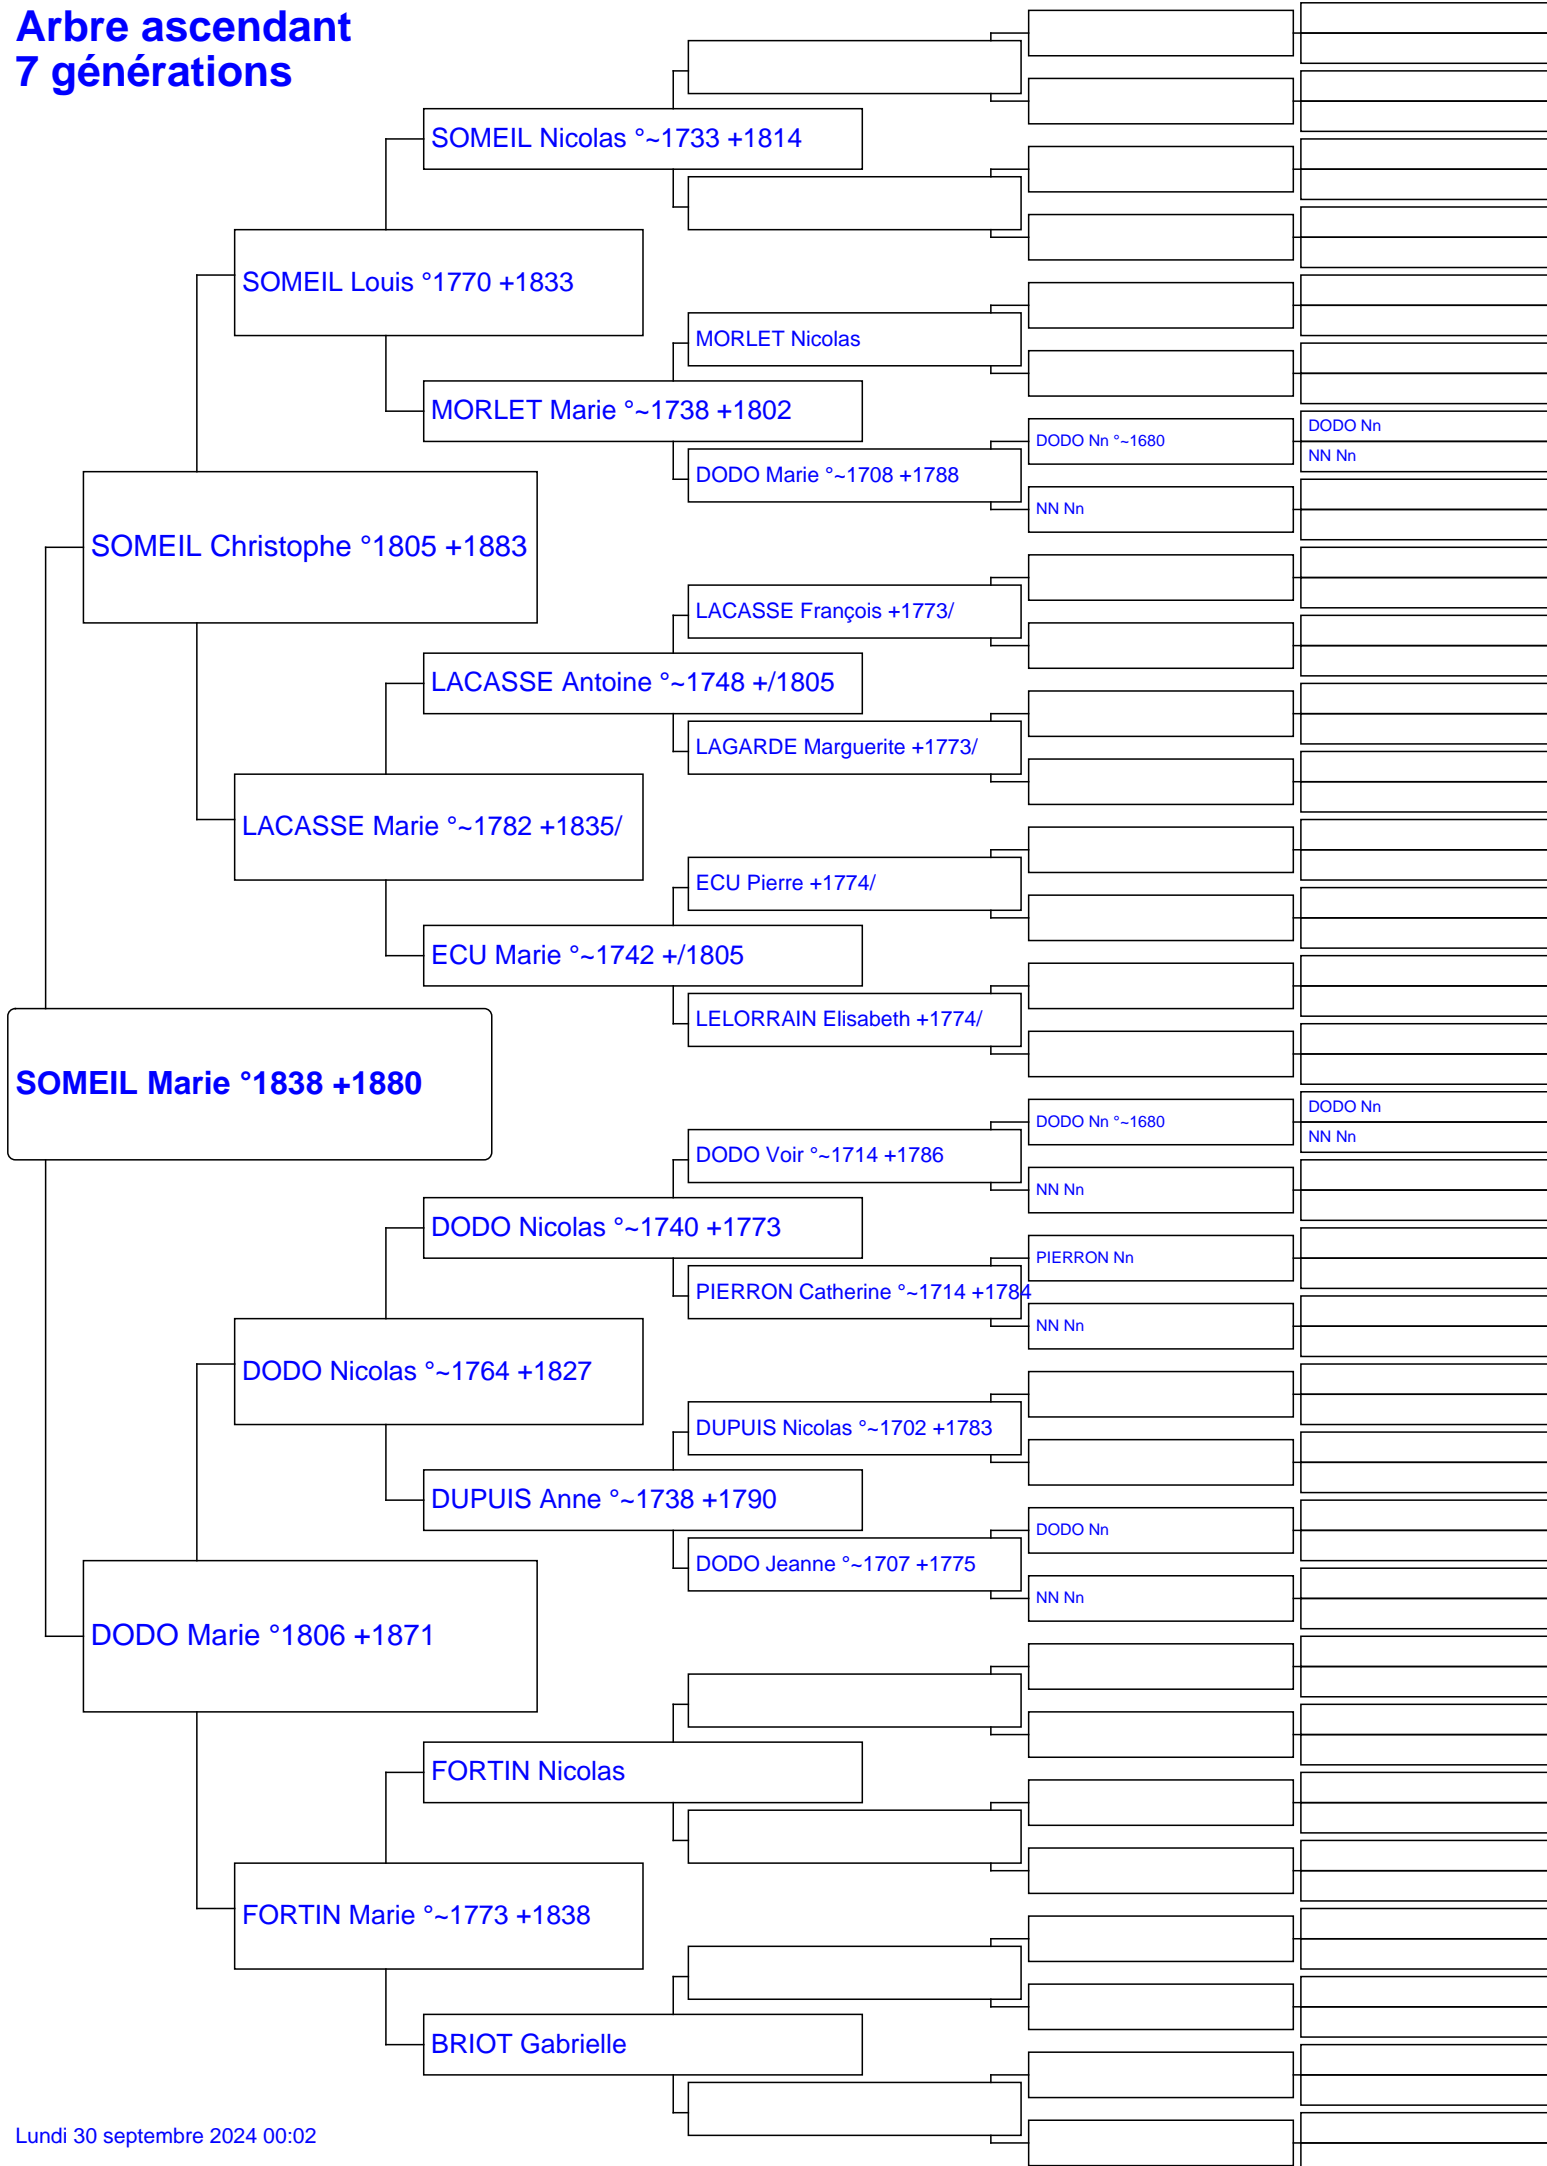 Arbre ascendant
7 générations
SOMEIL Nicolas °~1733 +1814
SOMEIL Louis °1770 +1833
MORLET Nicolas
MORLET Marie °~1738 +1802
DODO Nn °~1680
DODO Nn
NN Nn
DODO Marie °~1708 +1788
NN Nn
SOMEIL Christophe °1805 +1883
LACASSE François +1773/
LACASSE Antoine °~1748 +/1805
LAGARDE Marguerite +1773/
LACASSE Marie °~1782 +1835/
ECU Pierre +1774/
ECU Marie °~1742 +/1805
LELORRAIN Elisabeth +1774/
SOMEIL Marie °1838 +1880
DODO Nn °~1680
DODO Nn
NN Nn
DODO Voir °~1714 +1786
NN Nn
DODO Nicolas °~1740 +1773
PIERRON Nn
PIERRON Catherine °~1714 +1784
NN Nn
DODO Nicolas °~1764 +1827
DUPUIS Nicolas °~1702 +1783
DUPUIS Anne °~1738 +1790
DODO Nn
DODO Jeanne °~1707 +1775
NN Nn
DODO Marie °1806 +1871
FORTIN Nicolas
FORTIN Marie °~1773 +1838
BRIOT Gabrielle
Lundi 30 septembre 2024 00:02